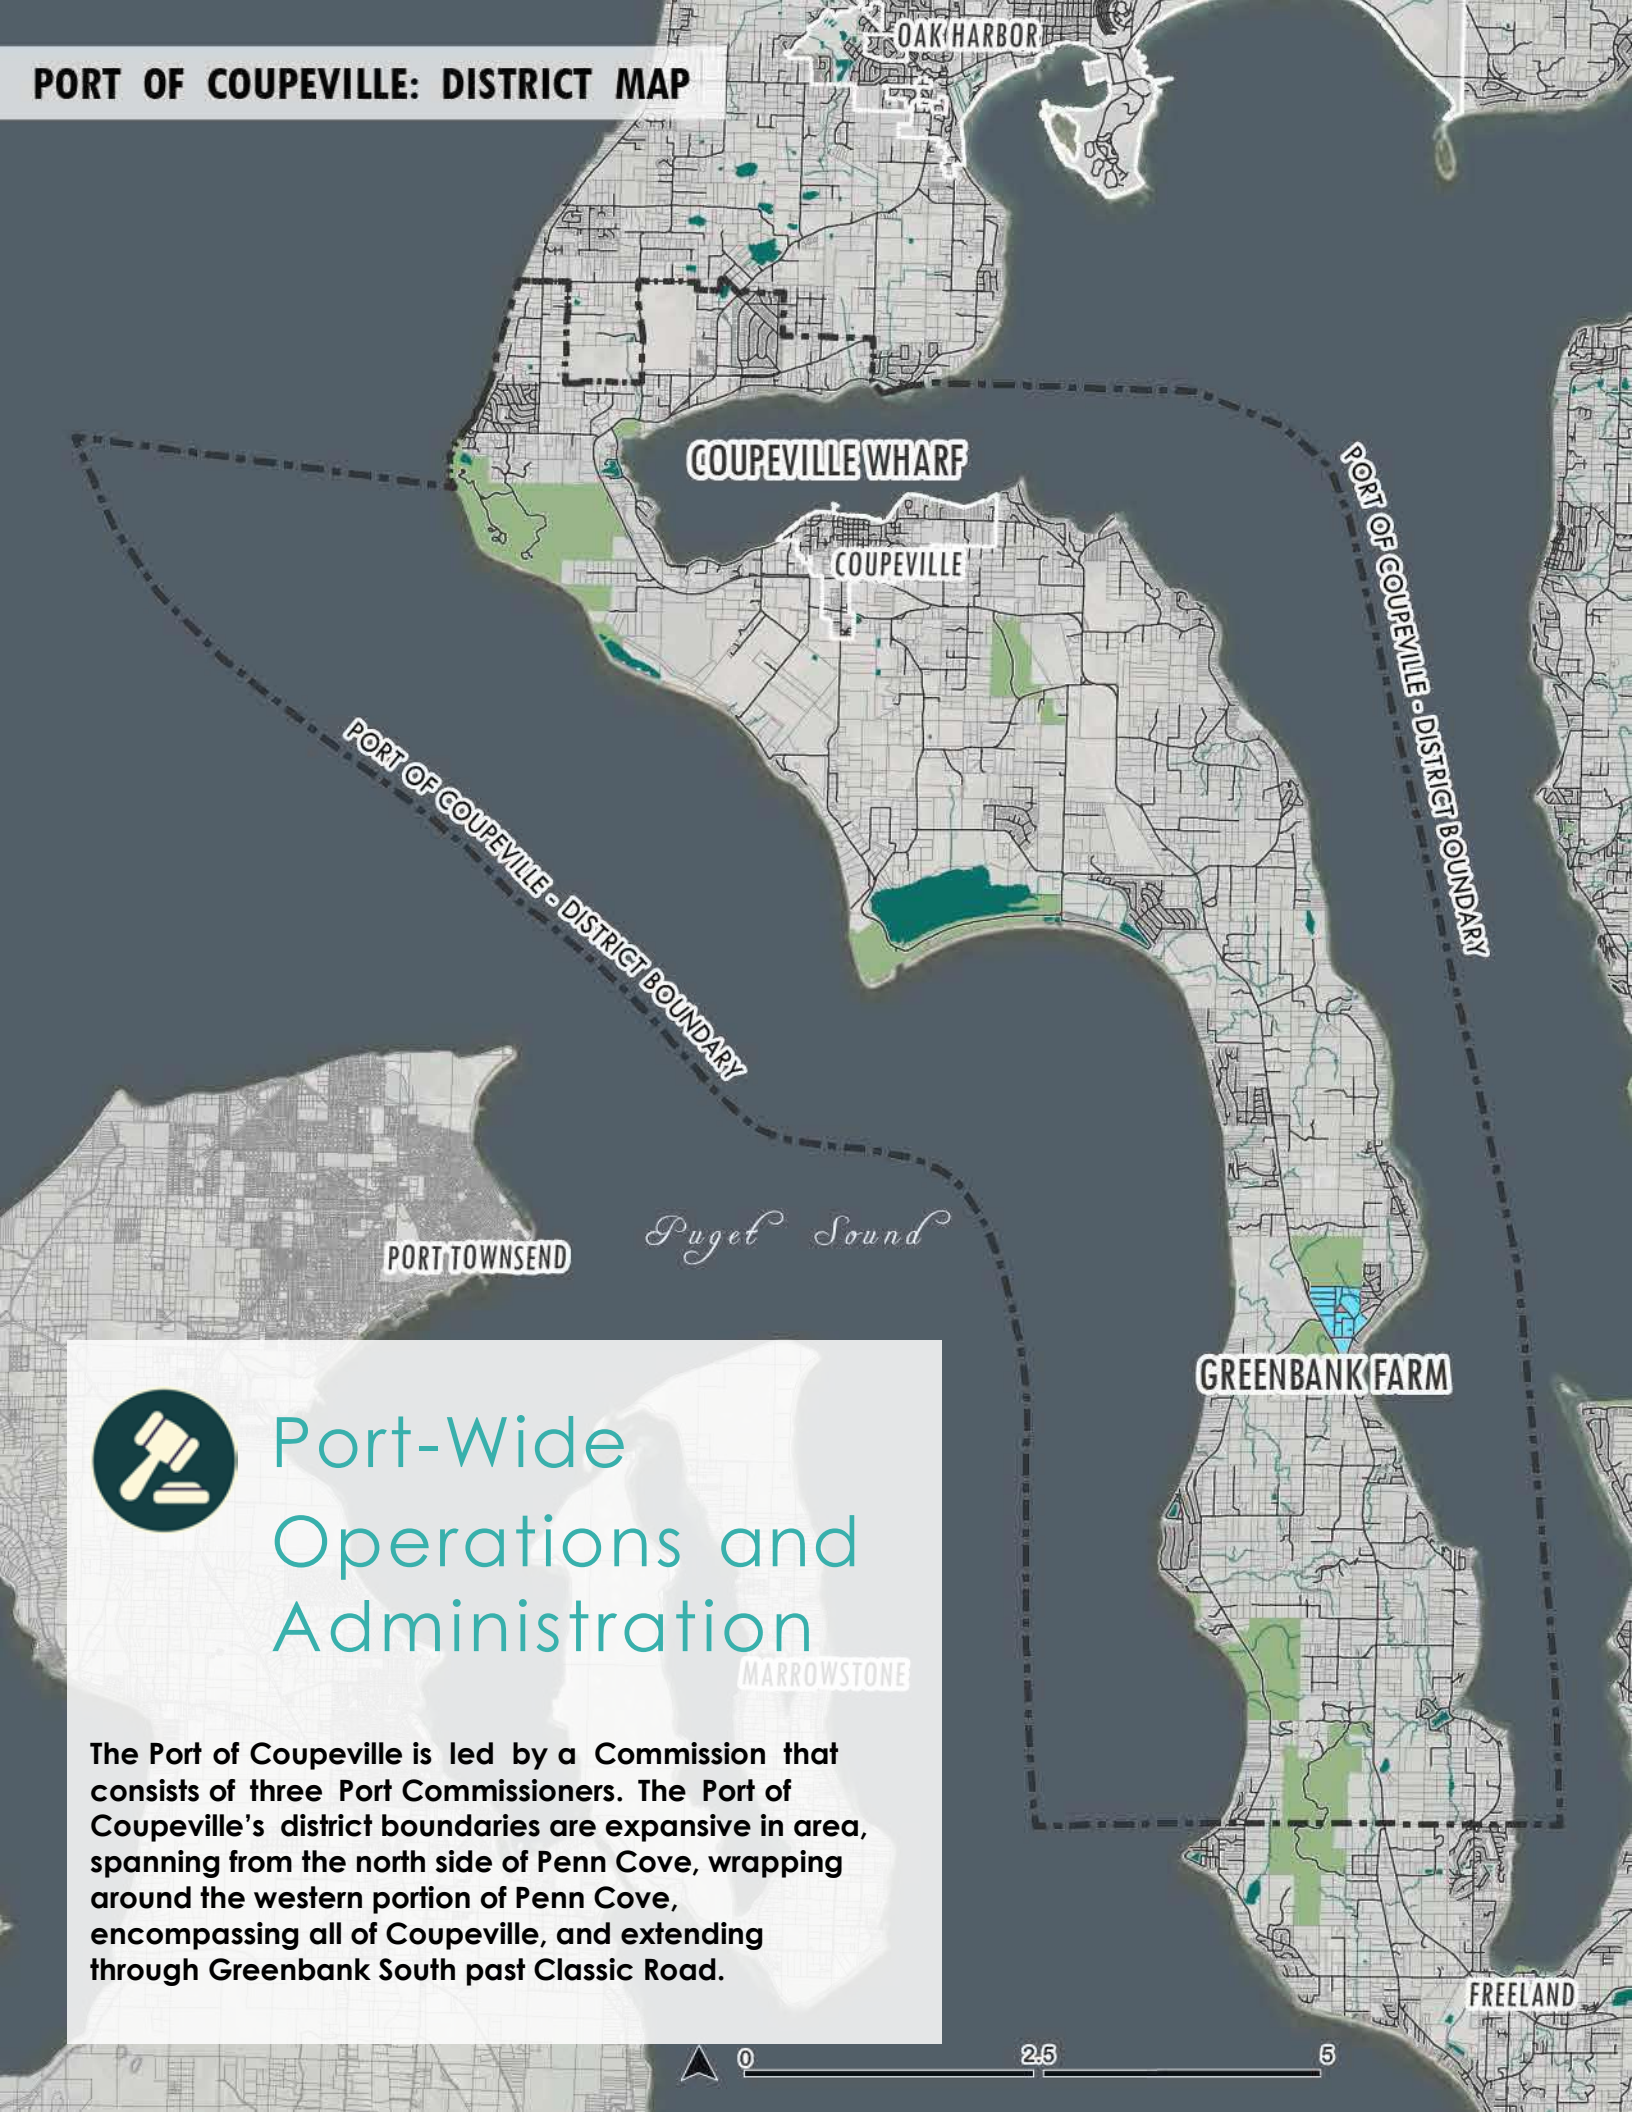 OAK HARBOR
PORT OF COUPEVILLE: DISTRICT MAP
COUPEVILLE WHARF
COUPEVILLE
PORT OF COUPEVILLE - DISTRICT BOUNDARY
PORT OF COUPEVILLE - DISTRICT BOUNDARY
Puget Sound
PORT TOWNSEND
GREENBANK FARM
Port-Wide
Operations and
Administration
MARROWSTONE
The Port of Coupeville is led by a Commission that
consists of three Port Commissioners. The Port of
Coupeville’s district boundaries are expansive in area,
spanning from the north side of Penn Cove, wrapping
around the western portion of Penn Cove,
encompassing all of Coupeville, and extending
through Greenbank South past Classic Road.
FREELAND
0 2.5 5